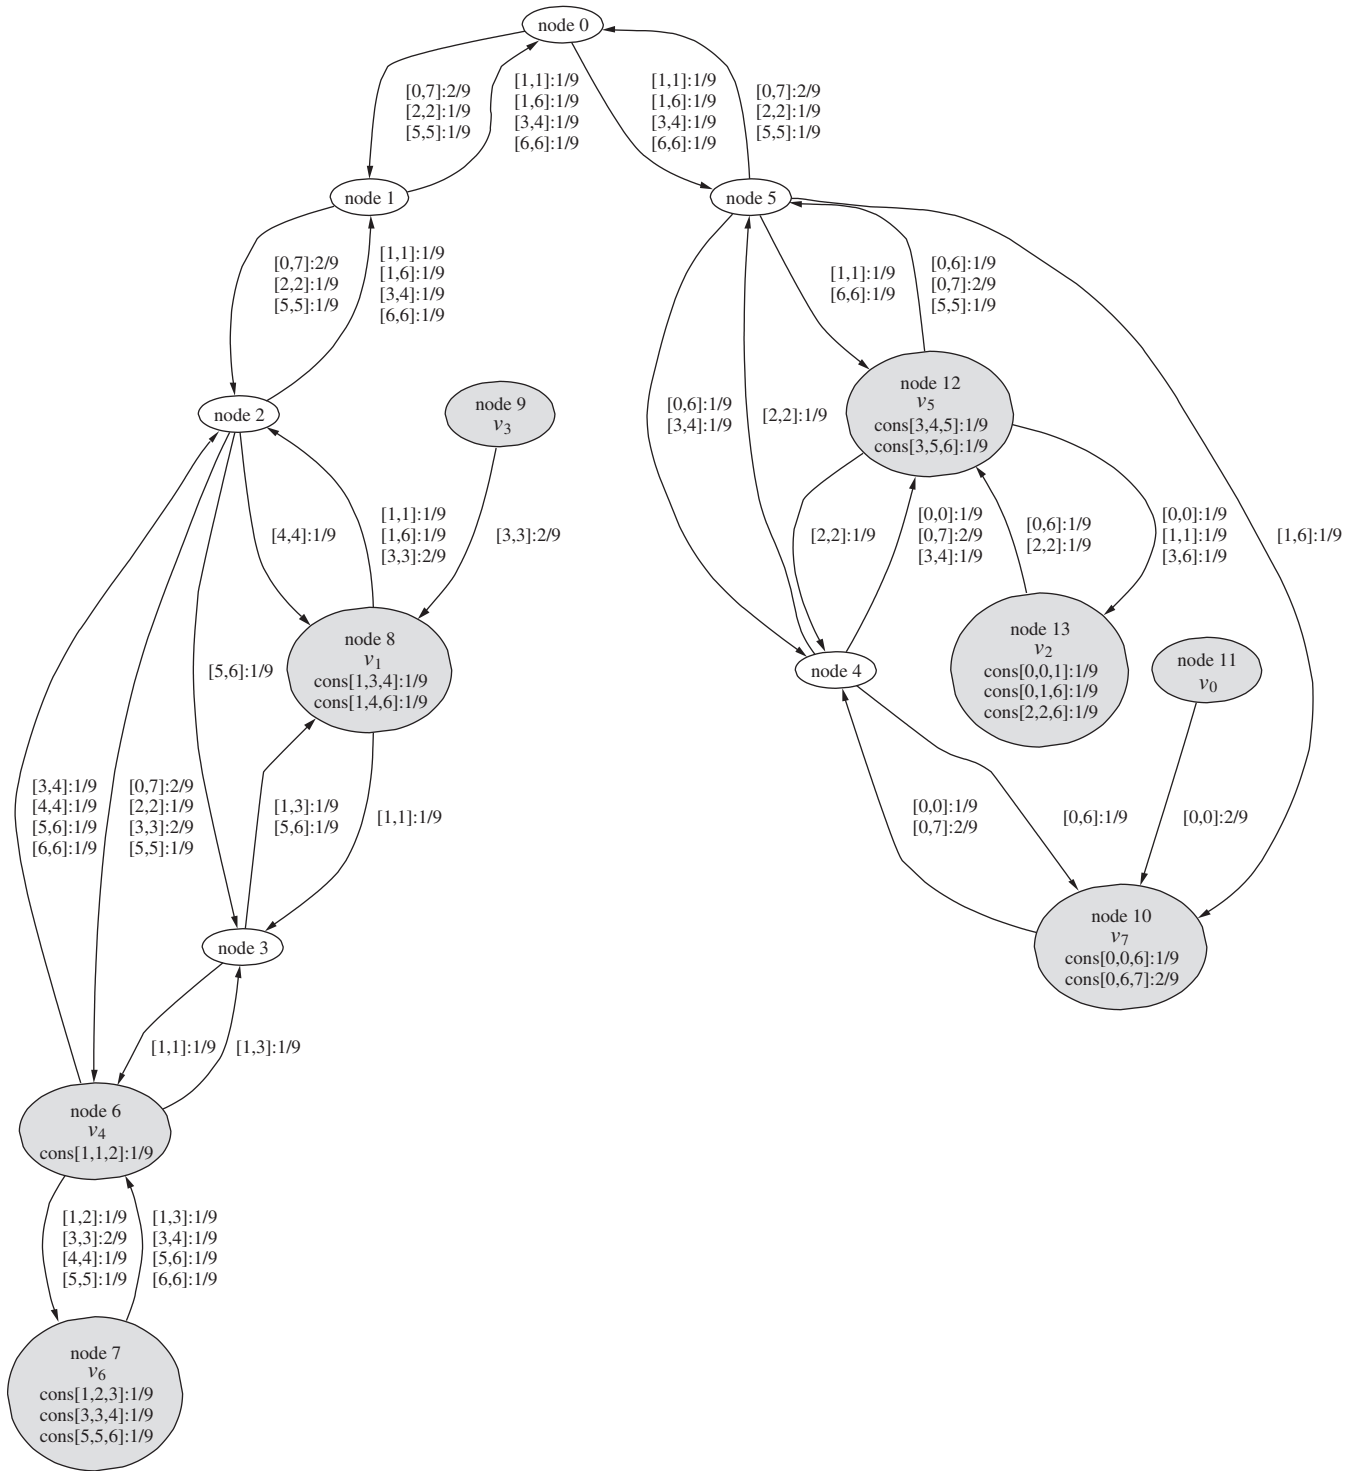 node 0
[0,7]:2/9
[2,2]:1/9
[5,5]:1/9
[1,1]:1/9
[1,6]:1/9
[3,4]:1/9
[6,6]:1/9
[1,1]:1/9
[1,6]:1/9
[3,4]:1/9
[6,6]:1/9
[0,7]:2/9
[2,2]:1/9
[5,5]:1/9
node 1
node 5
[0,7]:2/9
[2,2]:1/9
[5,5]:1/9
[1,1]:1/9
[1,6]:1/9
[3,4]:1/9
[6,6]:1/9
[1,1]:1/9
[6,6]:1/9
[0,6]:1/9
[0,7]:2/9
[5,5]:1/9
node 2
node 9
v3
[0,6]:1/9
[3,4]:1/9
[2,2]:1/9
node 12
v5
cons[3,4,5]:1/9
cons[3,5,6]:1/9
[4,4]:1/9
[1,1]:1/9
[1,6]:1/9
[3,3]:2/9
[3,3]:2/9
[2,2]:1/9
[0,0]:1/9
[0,7]:2/9
[3,4]:1/9
[0,6]:1/9
[2,2]:1/9
[0,0]:1/9
[1,1]:1/9
[3,6]:1/9
[1,6]:1/9
[5,6]:1/9
node 8
v1
cons[1,3,4]:1/9
cons[1,4,6]:1/9
node 4
node 13
v2
cons[0,0,1]:1/9
cons[0,1,6]:1/9
cons[2,2,6]:1/9
node 11
v0
[3,4]:1/9
[4,4]:1/9
[5,6]:1/9
[6,6]:1/9
[0,7]:2/9
[2,2]:1/9
[3,3]:2/9
[5,5]:1/9
[1,3]:1/9
[5,6]:1/9
[1,1]:1/9
[0,0]:1/9
[0,7]:2/9
[0,6]:1/9
[0,0]:2/9
node 3
node 10
v7
cons[0,0,6]:1/9
cons[0,6,7]:2/9
[1,1]:1/9
[1,3]:1/9
node 6
v4
cons[1,1,2]:1/9
[1,2]:1/9
[3,3]:2/9
[4,4]:1/9
[5,5]:1/9
[1,3]:1/9
[3,4]:1/9
[5,6]:1/9
[6,6]:1/9
node 7
v6
cons[1,2,3]:1/9
cons[3,3,4]:1/9
cons[5,5,6]:1/9